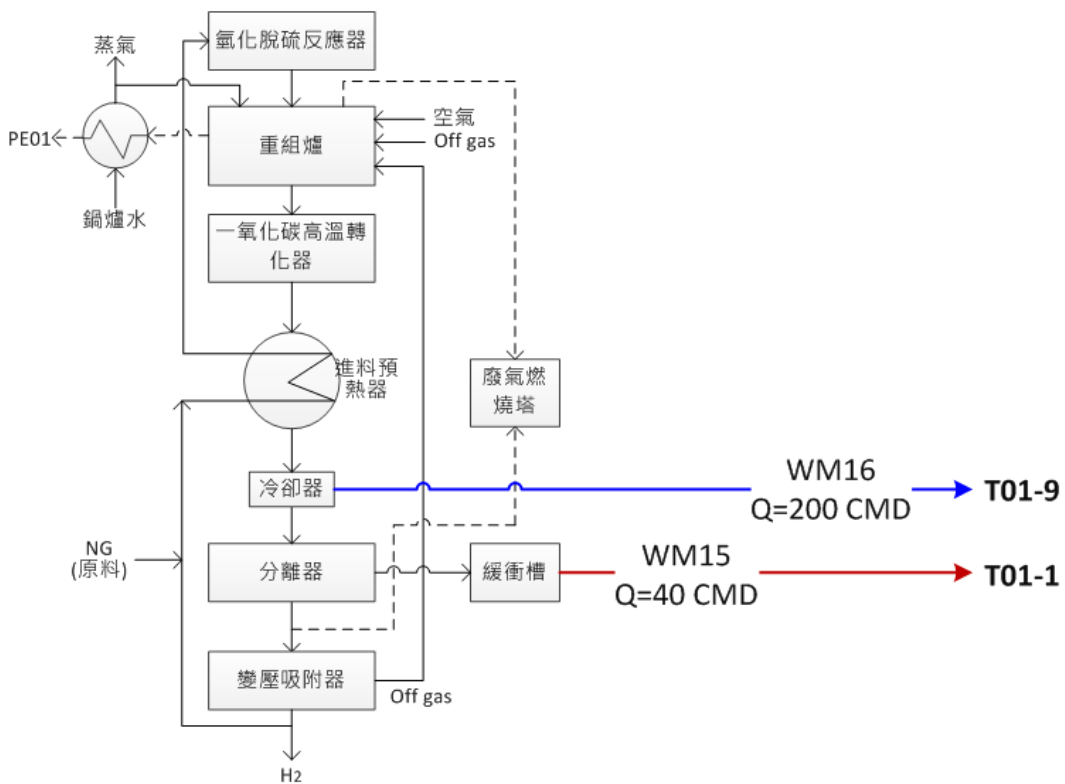 氫化脫硫反應器
蒸氣
空氣
Off gas
PE01
重組爐
鍋爐水
一氧化碳高溫轉
化器
進料預
熱器
廢氣燃
燒塔
WM16
冷卻器
T01-9
Q=200 CMD
NG
(原料)
分離器
緩衝槽
WM15
T01-1
Q=40 CMD
變壓吸附器
Off gas
H2